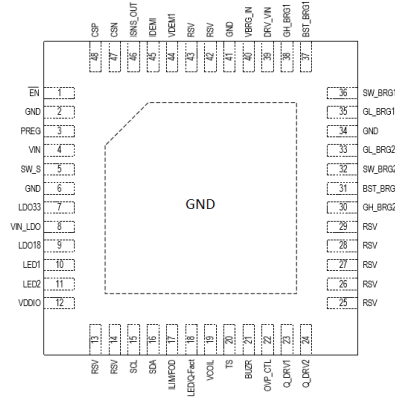 CSP
CSN
ISNS_OUT
IDEMI
VDEM1
RSV
RSV
GND
VBRG_IN
DRV_VIN
GH_BRG1
BST_BRG1
48
47
46
45
44
43
42
41
40
39
38
37
EN 1
GND 2
PREG 3
VIN 4
SW_S 5
GND 6
LDO33 7
VIN_LDO 8
LDO18 9
LED1 10
LED2 11
VDDIO 12
GND
36 SW_BRG1
35 GL_BRG1
34 GND
33 GL_BRG2
32 SW_BRG2
31 BST_BRG
30 GH_BRG2
29 RSV
28 RSV
27 RSV
26 RSV
25 RSV
13
14
15
16
17
18
19
20
21
22
23
24
RSV
RSV
SCL
SDA
ILIM/FOD
LED/Q-Fact
VCOIL
TS
BUZR
OVP_CTL
Q_DRV1
Q_DRV2